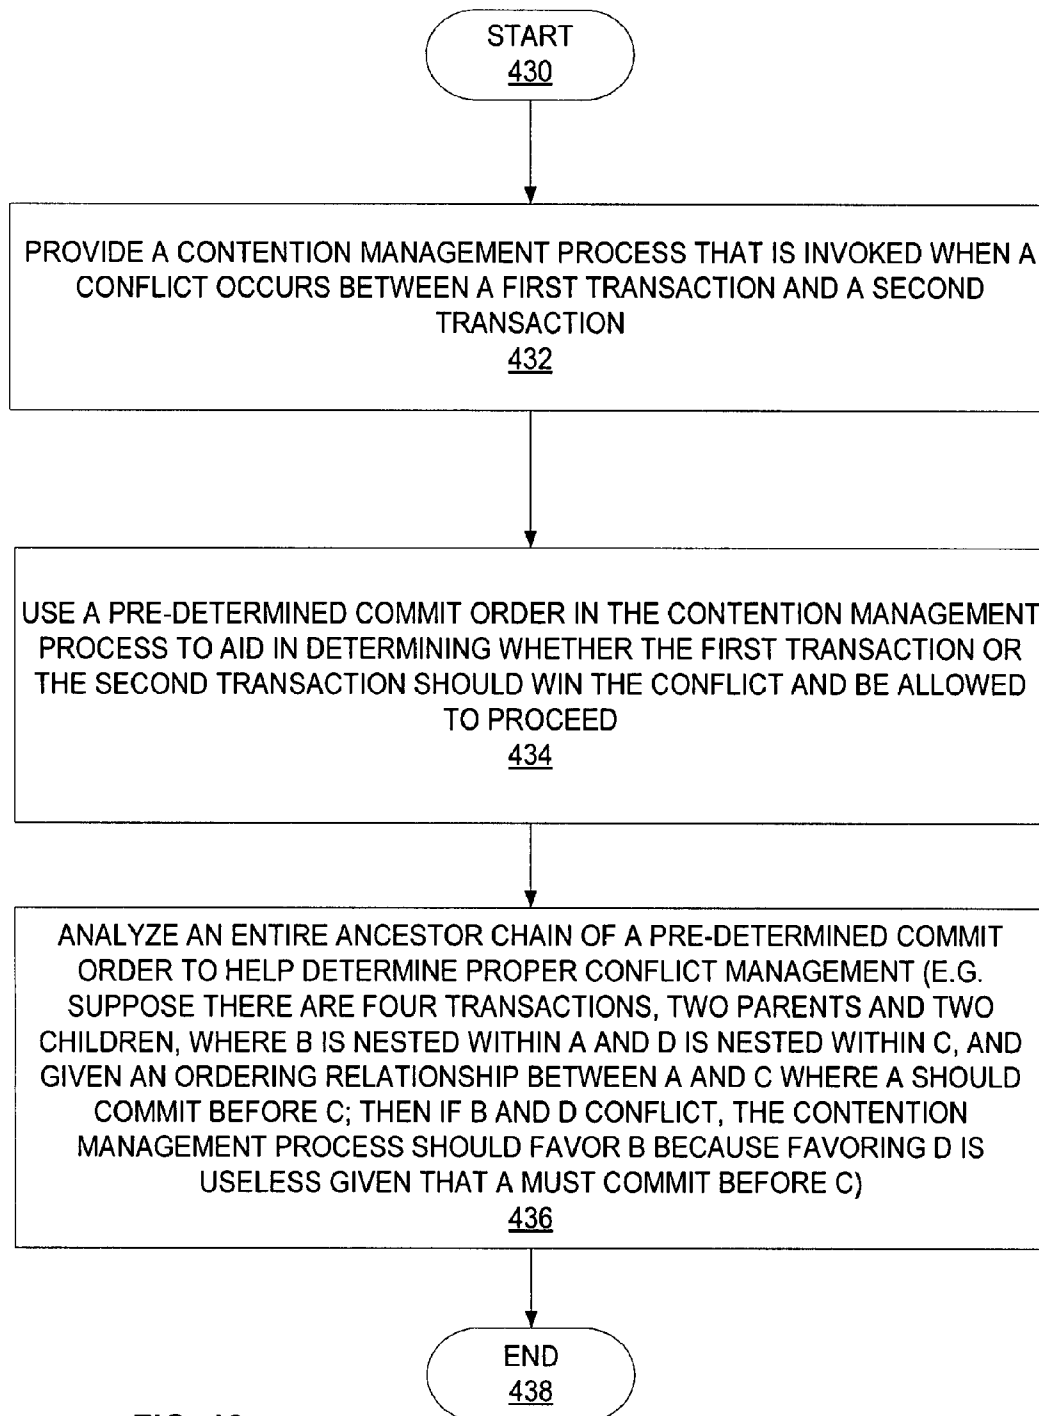 START
430
PROVIDE A CONTENTION MANAGEMENT PROCESS THAT IS INVOKED WHEN A
CONFLICT OCCURS BETWEEN A FIRST TRANSACTION AND A SECOND
TRANSACTION
432
USE A PRE-DETERMINED COMMIT ORDER IN THE CONTENTION MANAGEMENT
PROCESS TO AID IN DETERMINING WHETHER THE FIRST TRANSACTION OR
THE SECOND TRANSACTION SHOULD WIN THE CONFLICT AND BE ALLOWED
TO PROCEED
434
ANALYZE AN ENTIRE ANCESTOR CHAIN OF A PRE-DETERMINED COMMIT
ORDER TO HELP DETERMINE PROPER CONFLICT MANAGEMENT (E.G.
SUPPOSE THERE ARE FOUR TRANSACTIONS, TWO PARENTS AND TWO
CHILDREN, WHERE B IS NESTED WITHIN A AND D IS NESTED WITHIN C, AND
GIVEN AN ORDERING RELATIONSHIP BETWEEN A AND C WHERE A SHOULD
COMMIT BEFORE C; THEN IF B AND D CONFLICT, THE CONTENTION
MANAGEMENT PROCESS SHOULD FAVOR B BECAUSE FAVORING D IS
USELESS GIVEN THAT A MUST COMMIT BEFORE C)
436
END
438